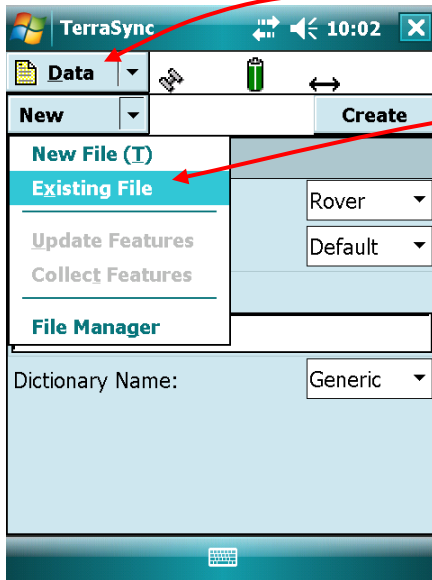 TerraSync 10:02
Data
New Create
New File (T)
Existing File
Rover
Update Features
Default
Collect Features
File Manager
Dictionary Name: Generic